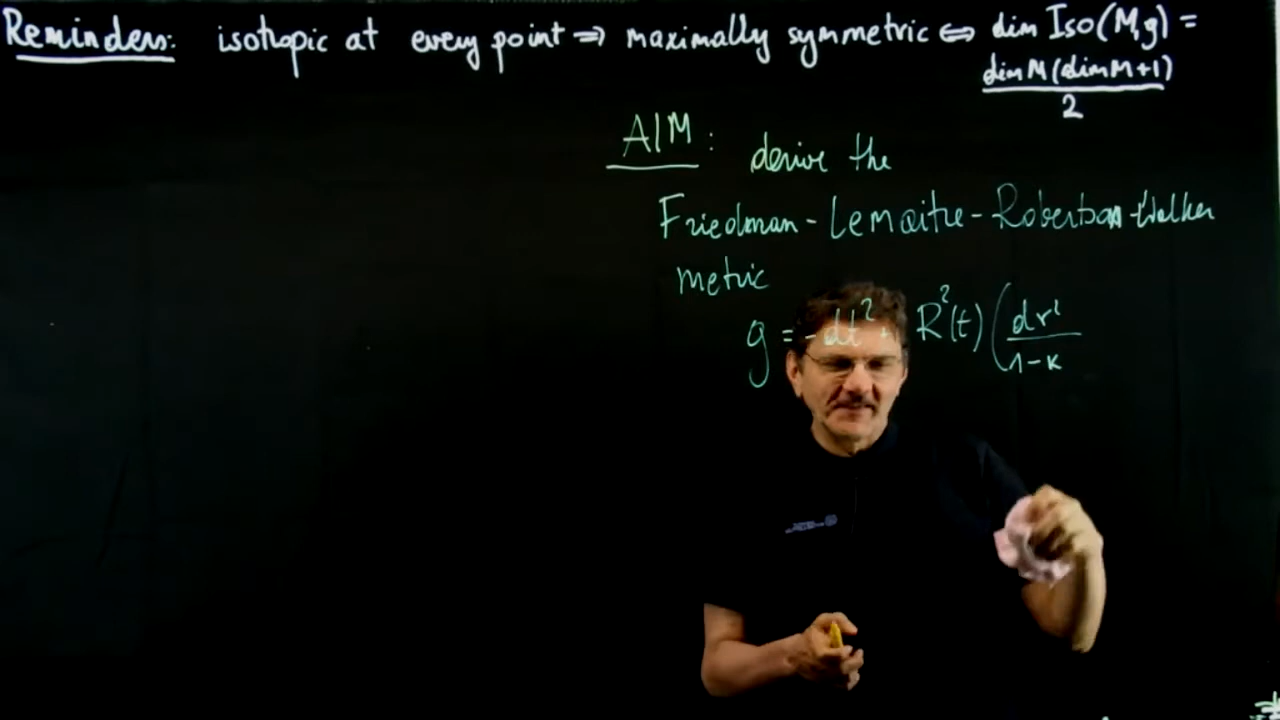 Reminders: isotropic at every point ⇒ maximally symmetric ⇔ dim Iso(M,g) =
dim M (dim M+1)
2
AIM: derive the
Friedman-Lemaitre-Robertson-Walker
metric
g = -dt² + R²(t) ( dr²
1-κ